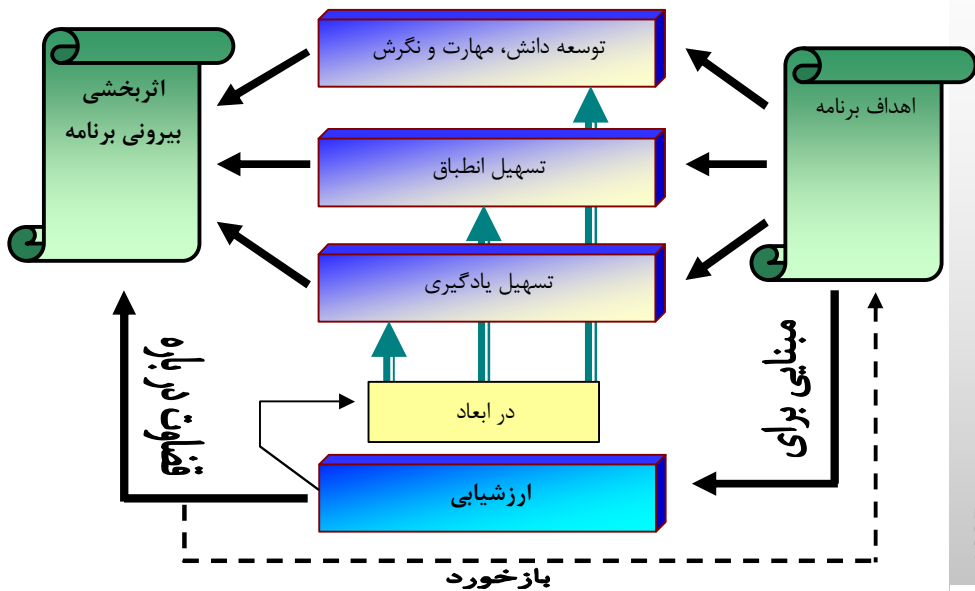 توسعه دانش، مهارت و نگرش
اهداف برنامه
اثربخشی
بیرونی برنامه
تسهیل انطباق
تسهیل یادگیری
مبنایی برای
قضاوت در باره
در ابعاد
ارزشیابی
بازخورد